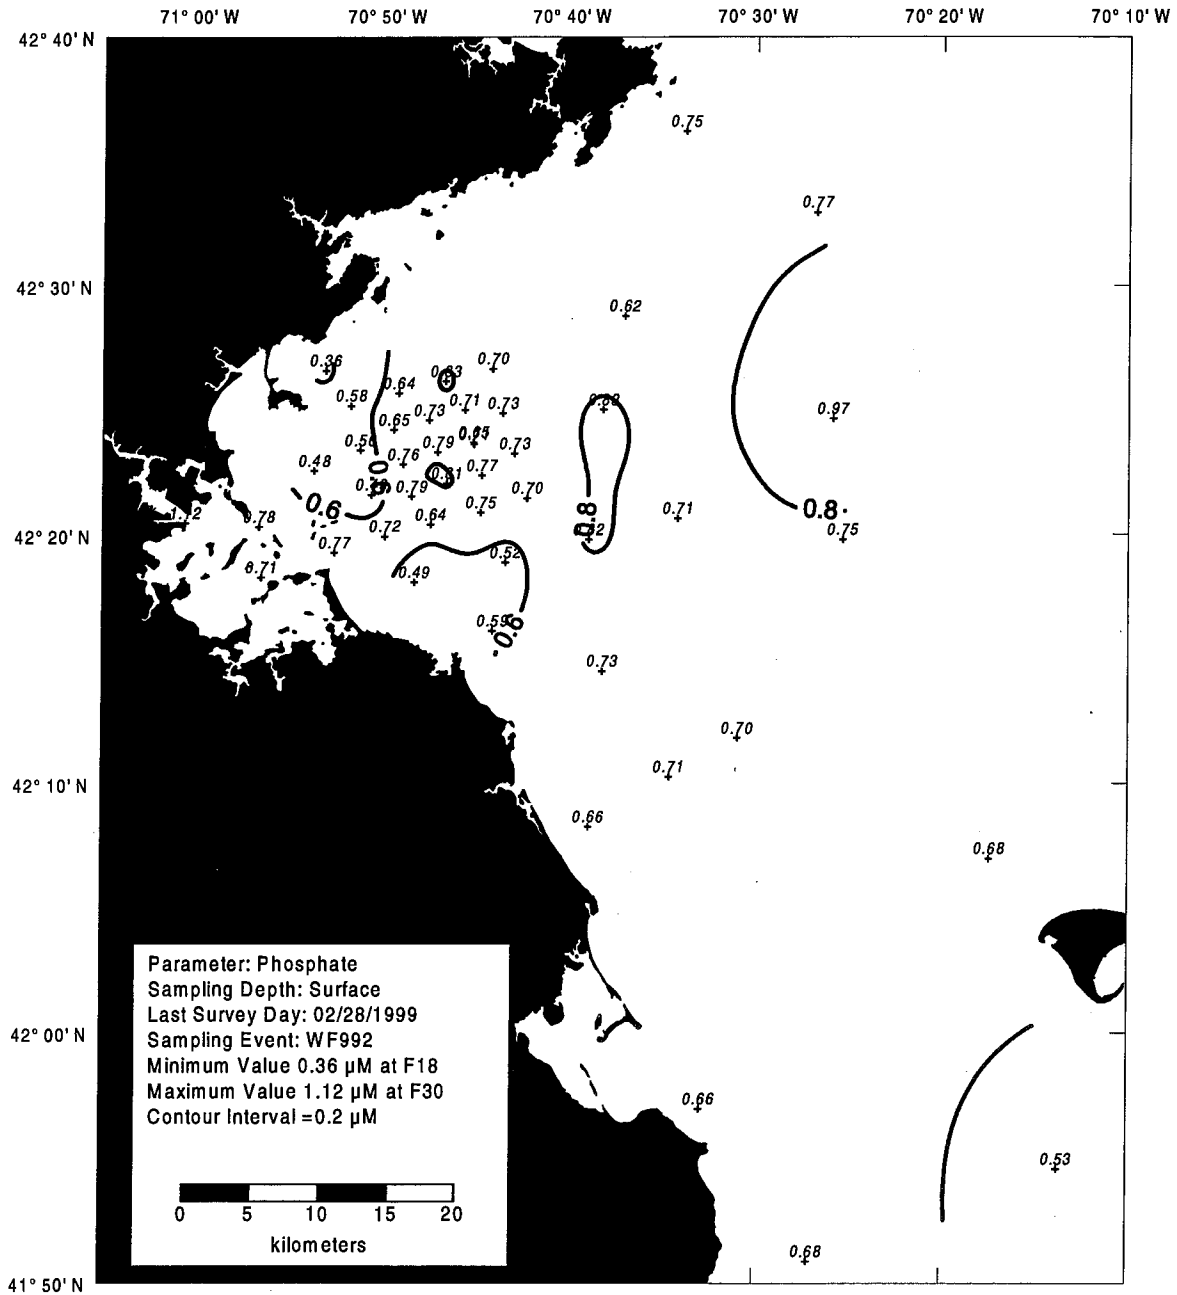 71° 00' W 70° 50' W 70° 40' W 70° 30' W 70° 20' W 70° 10' W
42° 40' N
0.75
0.77
42° 30' N
0.62
0.36
0.70
0.64
0.58
0.71
0.73
0.73
0.97
0.65
0.79
0.73
0.48
0.76
0.77
0.79
0.70
0.6
0.75
0.71
0.8
0.8
1.12
0.78
0.72
0.64
0.75
42° 20' N
0.77
0.52
0.71
0.49
0.59
0.6
0.73
0.70
0.71
42° 10' N
0.66
0.68
Parameter: Phosphate
Sampling Depth: Surface
Last Survey Day: 02/28/1999
Sampling Event: WF992
Minimum Value 0.36 µM at F18
Maximum Value 1.12 µM at F30
Contour Interval =0.2 µM
42° 00' N
0.66
0.53
0 5 10 15 20
kilometers
0.68
41° 50' N